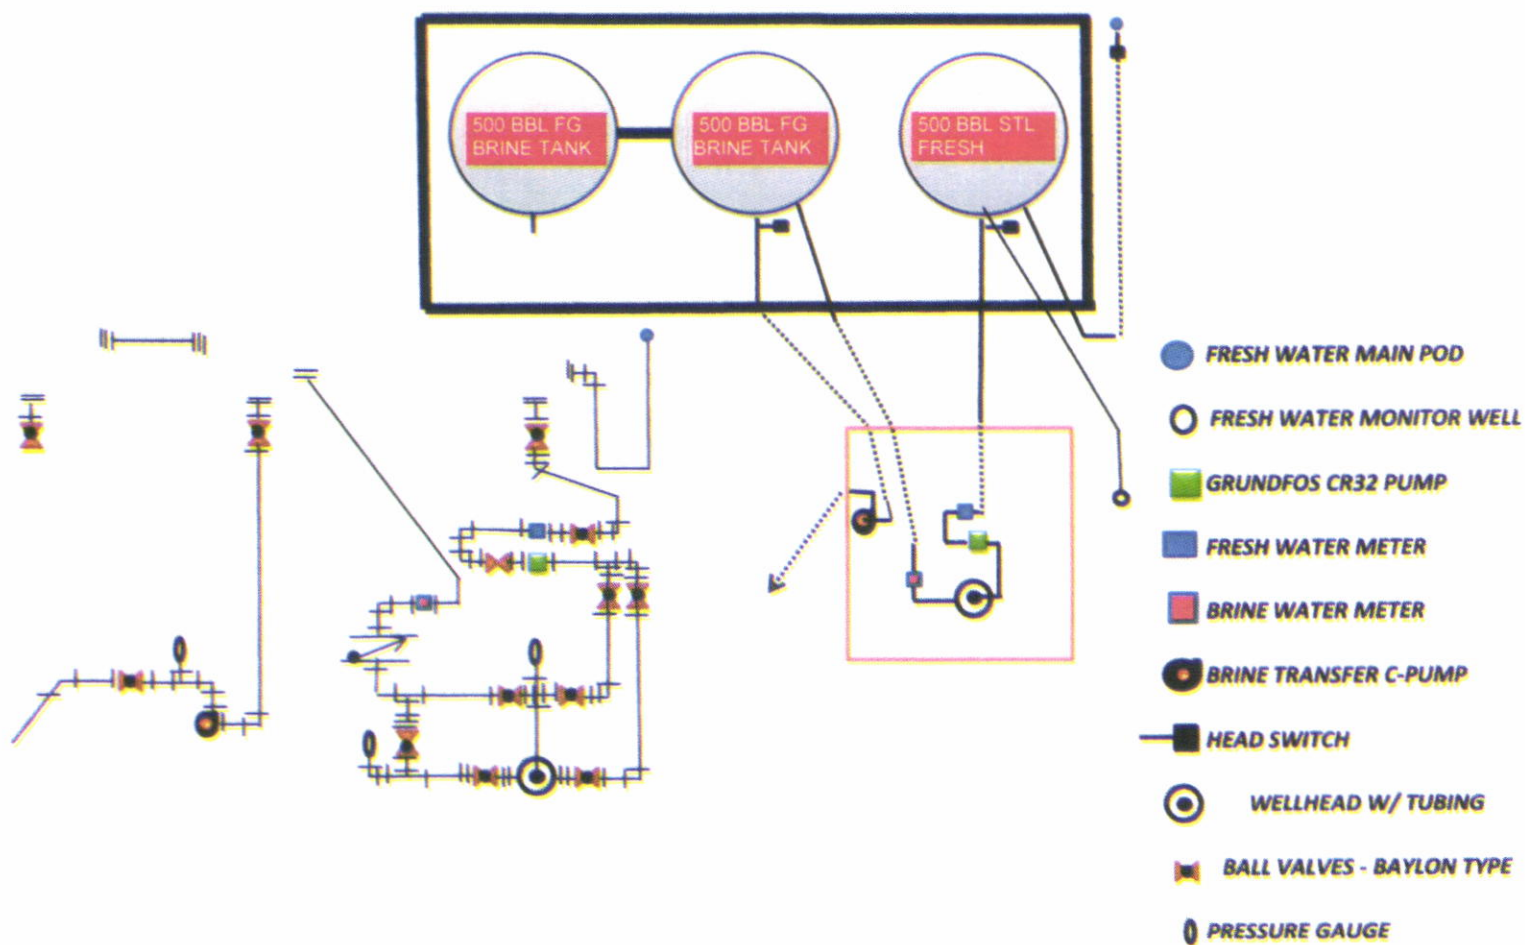 500 BBL FG
BRINE TANK
500 BBL FG
BRINE TANK
500 BBL STL
FRESH
FRESH WATER MAIN POD
FRESH WATER MONITOR WELL
GRUNDFOS CR32 PUMP
FRESH WATER METER
BRINE WATER METER
BRINE TRANSFER C-PUMP
HEAD SWITCH
WELLHEAD W/ TUBING
BALL VALVES - BAYLON TYPE
PRESSURE GAUGE